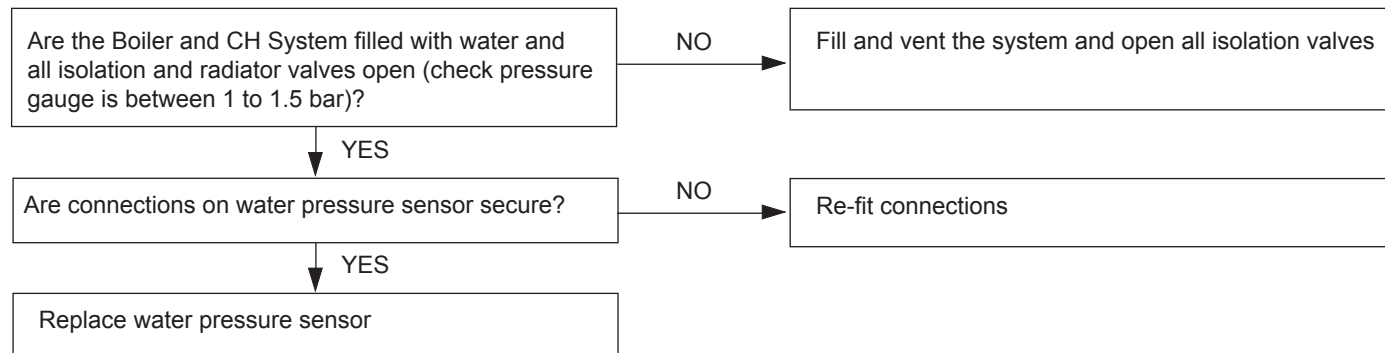 Are the Boiler and CH System filled with water and
all isolation and radiator valves open (check pressure
gauge is between 1 to 1.5 bar)?
NO
Fill and vent the system and open all isolation valves
YES
Are connections on water pressure sensor secure?
NO
Re-fit connections
YES
Replace water pressure sensor